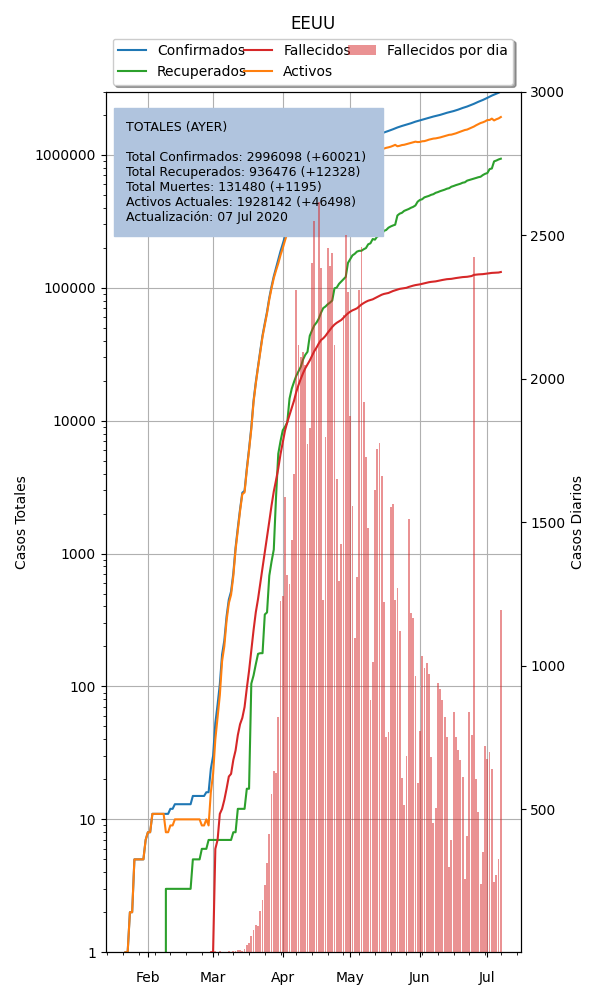 EEUU
Confirmados
Fallecidos
Fallecidos por dia
Recuperados
Activos
TOTALES (AYER)
Total Confirmados: 2996098 (+60021)
Total Recuperados: 936476 (+12328)
Total Muertes: 131480 (+1195)
Activos Actuales: 1928142 (+46498)
Actualización: 07 Jul 2020
Casos Totales
1000000
100000
10000
1000
100
10
1
Casos Diarios
3000
2500
2000
1500
1000
500
Feb
Mar
Apr
May
Jun
Jul